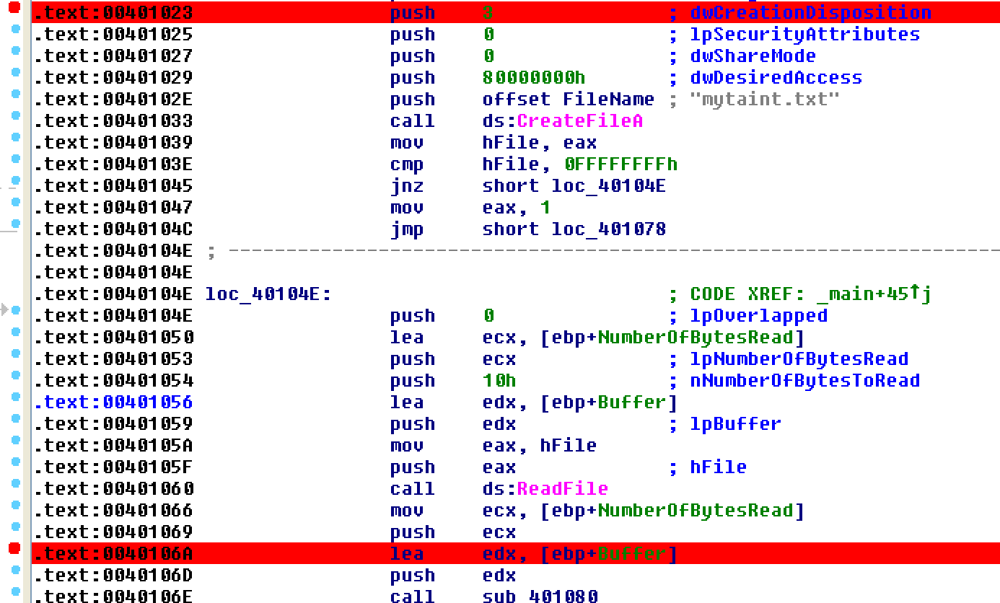 .text:00401023 push 3 ; dwCreationDisposition
.text:00401025 push 0 ; lpSecurityAttributes
.text:00401027 push 0 ; dwShareMode
.text:00401029 push 80000000h ; dwDesiredAccess
.text:0040102E push offset FileName ; "mytaint.txt"
.text:00401033 call ds:CreateFileA
.text:00401039 mov hFile, eax
.text:0040103E cmp hFile, 0FFFFFFFFh
.text:00401045 jnz short loc_40104E
.text:00401047 mov eax, 1
.text:0040104C jmp short loc_401078
.text:0040104E ; ---------------------------------------------------------------------------
.text:0040104E
.text:0040104E loc_40104E: ; CODE XREF: _main+45↑j
.text:0040104E push 0 ; lpOverlapped
.text:00401050 lea ecx, [ebp+NumberOfBytesRead]
.text:00401053 push ecx ; lpNumberOfBytesRead
.text:00401054 push 10h ; nNumberOfBytesToRead
.text:00401056 lea edx, [ebp+Buffer]
.text:00401059 push edx ; lpBuffer
.text:0040105A mov eax, hFile
.text:0040105F push eax ; hFile
.text:00401060 call ds:ReadFile
.text:00401066 mov ecx, [ebp+NumberOfBytesRead]
.text:00401069 push ecx
.text:0040106A lea edx, [ebp+Buffer]
.text:0040106D push edx
.text:0040106E call sub_401080